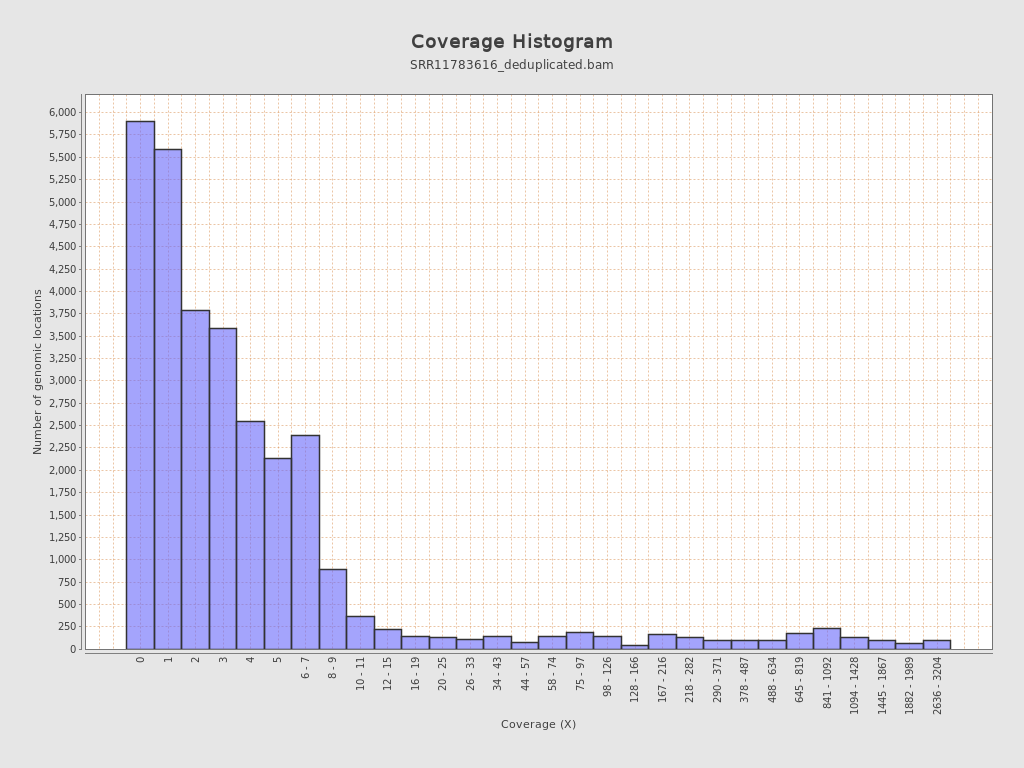 Coverage Histogram
SRR11783616_deduplicated.bam
Number of genomic locations
6,000
5,750
5,500
5,250
5,000
4,750
4,500
4,250
4,000
3,750
3,500
3,250
3,000
2,750
2,500
2,250
2,000
1,750
1,500
1,250
1,000
750
500
250
0
0
1
2
3
4
5
6 - 7
8 - 9
10 - 11
12 - 15
16 - 19
20 - 25
26 - 33
34 - 43
44 - 57
58 - 74
75 - 97
98 - 126
128 - 166
167 - 216
218 - 282
290 - 371
378 - 487
488 - 634
645 - 819
841 - 1092
1094 - 1428
1445 - 1867
1882 - 1989
2636 - 3204
Coverage (X)